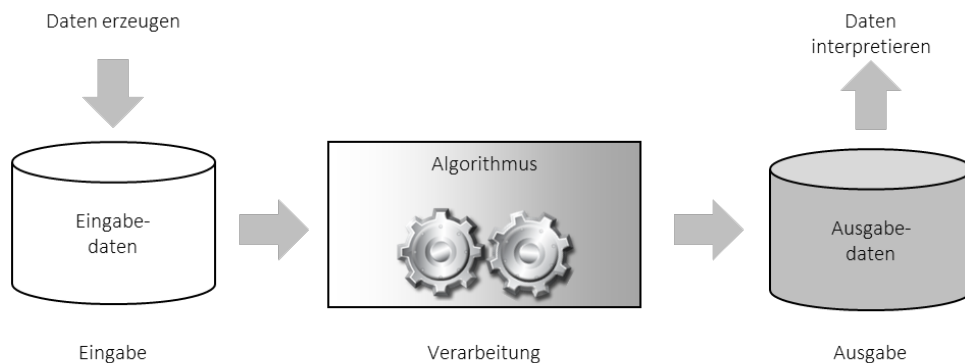 Daten erzeugen
Daten
interpretieren
Algorithmus
Eingabe-
daten
Ausgabe-
daten
Eingabe
Verarbeitung
Ausgabe